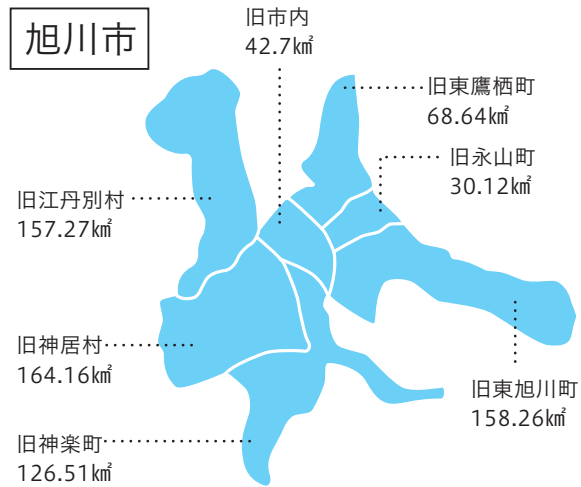 旭川市
旧市内
42.7㎢
旧東鷹栖町
68.64㎢
旧永山町
30.12㎢
旧江丹別村
157.27㎢
旧神居村
164.16㎢
旧東旭川町
158.26㎢
旧神楽町
126.51㎢